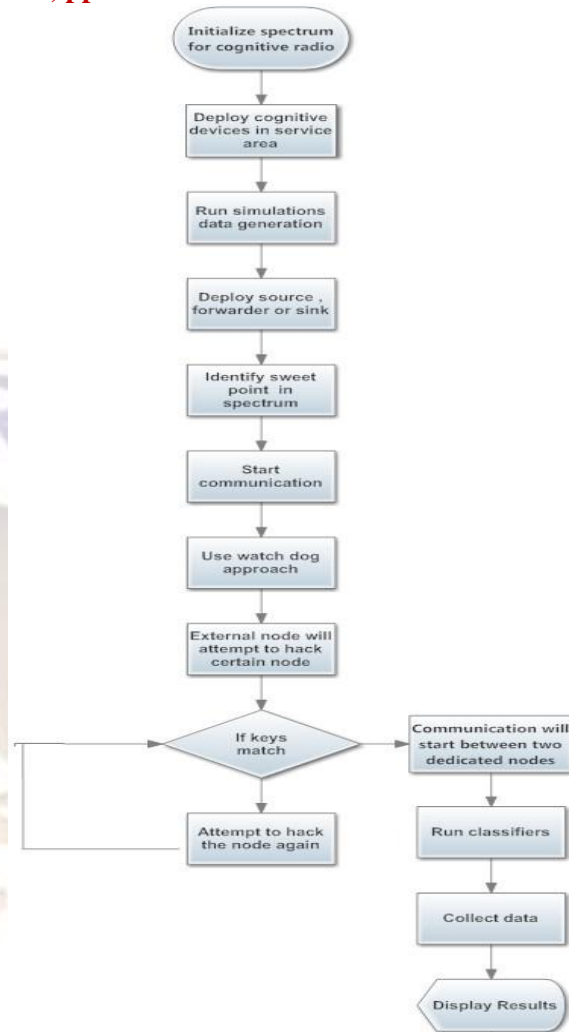 Initialize spectrum
for cognitive radio
Deploy cognitive
devices in service
area
Run simulations
data generation
Deploy source ,
forwarder or sink
Identify sweet
point in
spectrum
Start
communication
Use watch dog
approach
External node will
attempt to hack
certain node
If keys
match
Attempt to hack
the node again
Communication will
start between two
dedicated nodes
Run classifiers
Collect data
Display Results